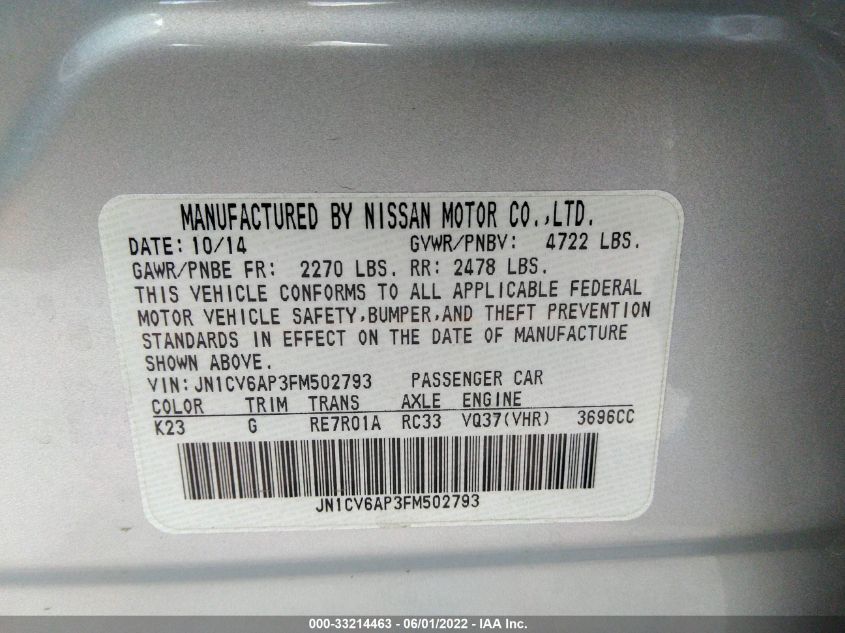 MANUFACTURED BY NISSAN MOTOR CO.,LTD.
DATE: 10/14 GVWR/PNBV: 4722 LBS.
GAWR/PNBE FR: 2270 LBS. RR: 2478 LBS.
THIS VEHICLE CONFORMS TO ALL APPLICABLE FEDERAL
MOTOR VEHICLE SAFETY,BUMPER,AND THEFT PREVENTION
STANDARDS IN EFFECT ON THE DATE OF MANUFACTURE
SHOWN ABOVE.
VIN: JN1CV6AP3FM502793 PASSENGER CAR
COLOR TRIM TRANS AXLE ENGINE
K23 G RE7R01A RC33 VQ37(VHR) 3696CC
JN1CV6AP3FM502793
000-33214463 - 06/01/2022 - IAA Inc.